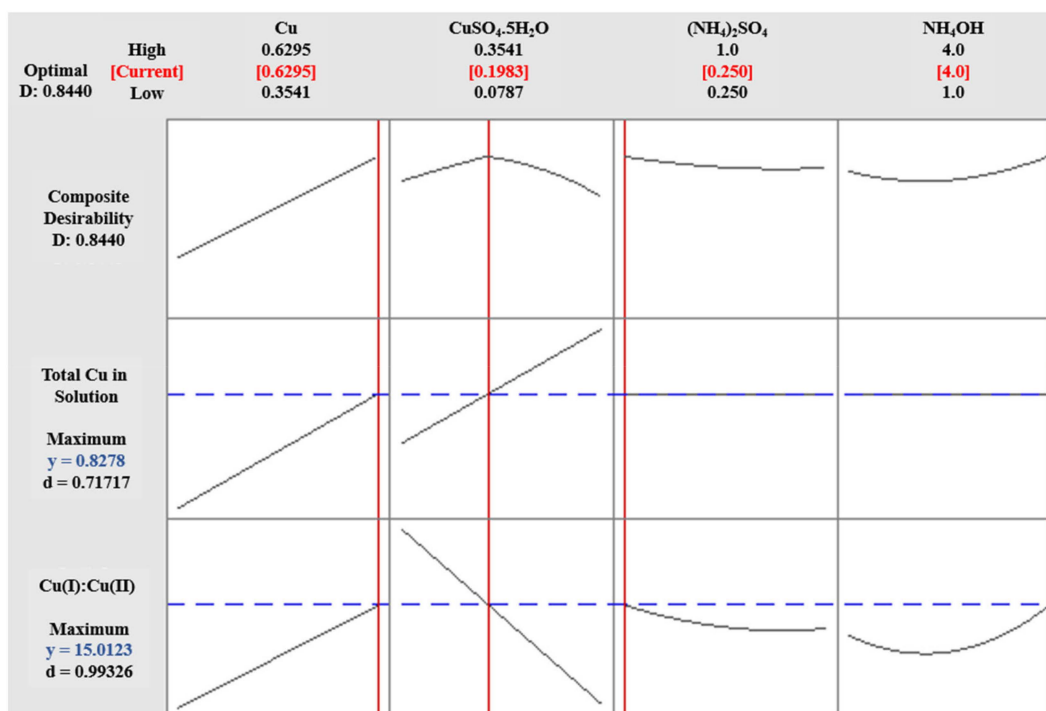 Cu CuSO₄.5H₂O (NH₄)₂SO₄ NH₄OH
High 0.6295 0.3541 1.0 4.0
Optimal [Current] [0.6295] [0.1983] [0.250] [4.0]
D: 0.8440 Low 0.3541 0.0787 0.250 1.0
Composite
Desirability
D: 0.8440
Total Cu in
Solution
Maximum
y = 0.8278
d = 0.71717
Cu(I):Cu(II)
Maximum
y = 15.0123
d = 0.99326